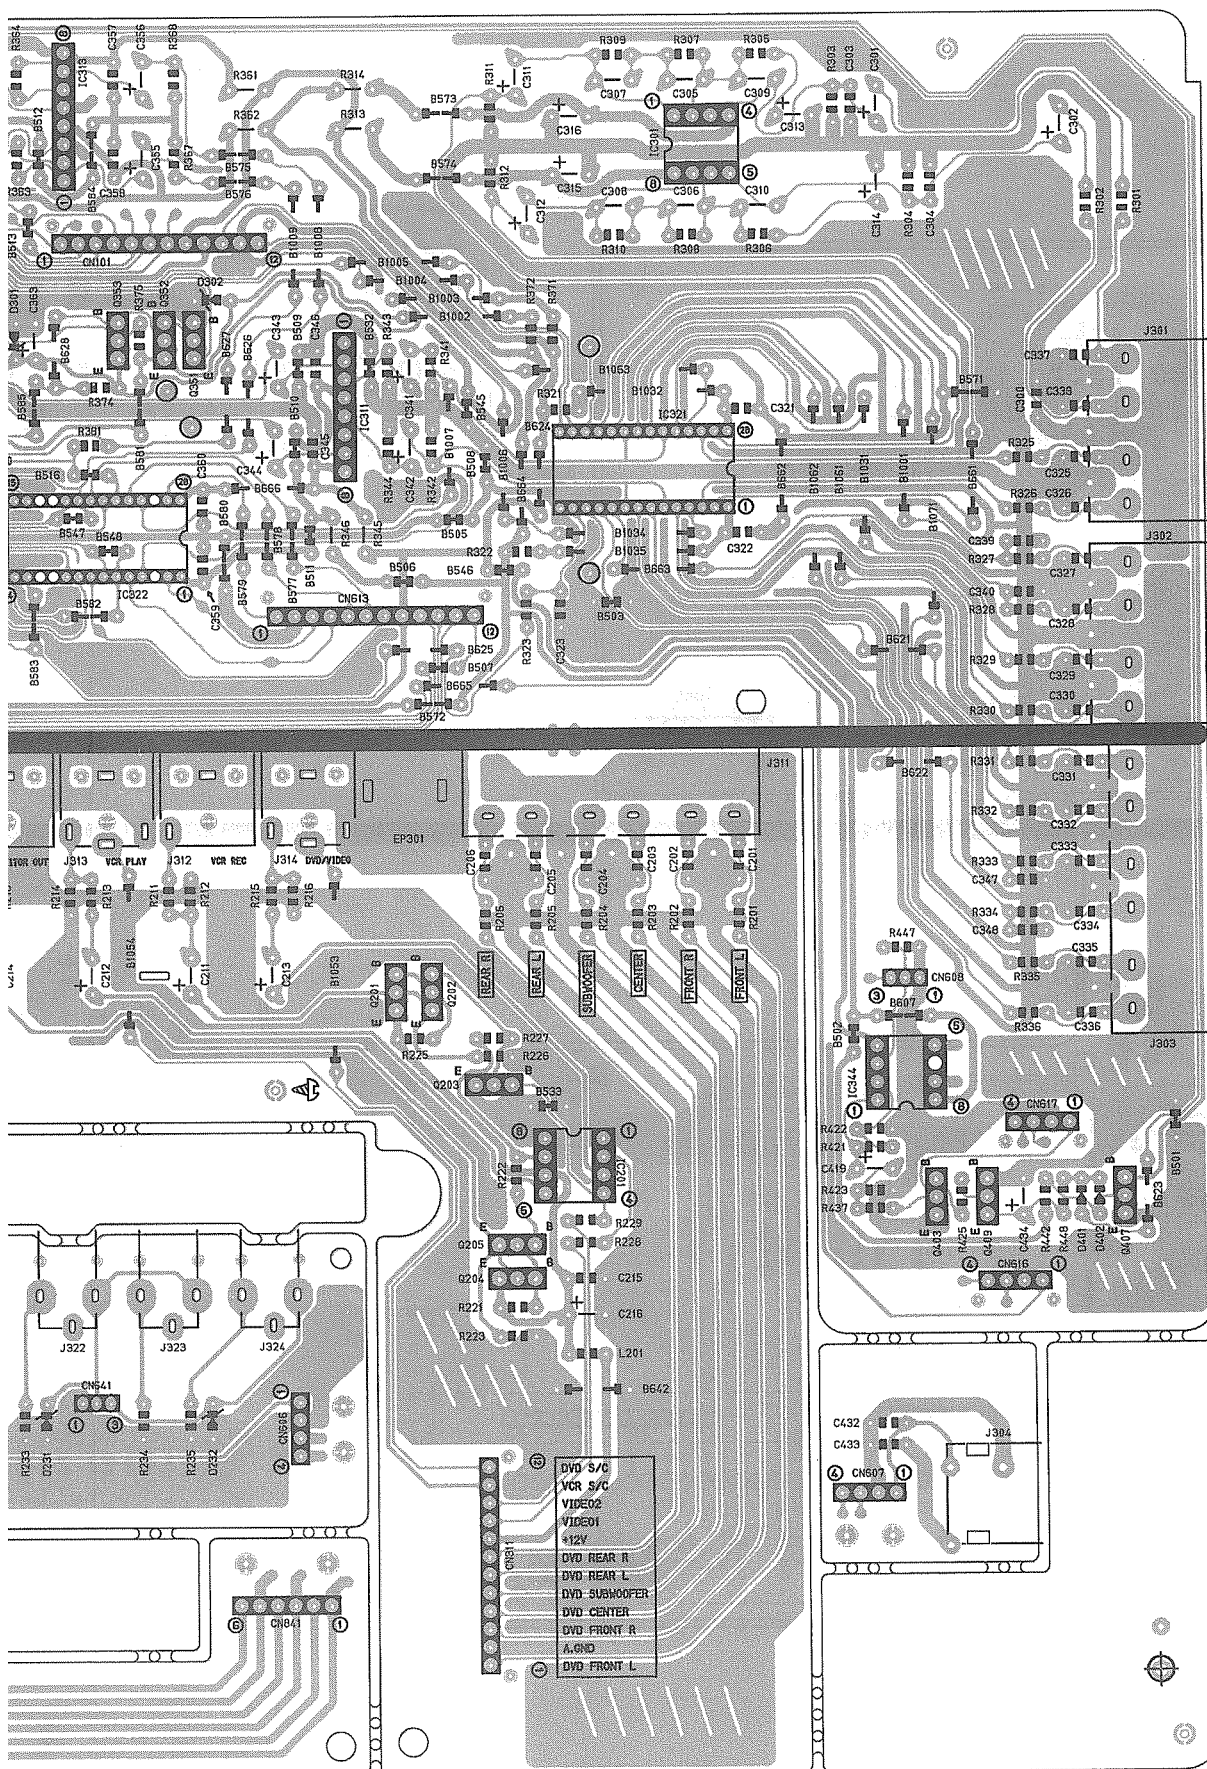 R364
C357
C356
R368
IC313
R361
R314
R311
C311
R309
R307
R305
R303
C303
C301
C307
C305
C309
B512
B573
R362
R313
C316
IC301
C313
C302
C355
R367
B574
R312
C315
R363
B584
C358
B575
B576
C308
C306
C310
C312
C314
R304
C304
R302
R301
R310
R308
R306
B513
CN101
B1009
B1008
B1005
B1004
B1003
B1002
D302
C363
Q353
R375
Q352
B
R372
R371
C343
B509
C346
B532
R343
R341
B628
B627
B626
J301
C337
Q351
E
R374
R321
B1053
B1032
IC321
C321
B571
C300
C338
B585
R381
B581
B510
C345
IC311
C341
B545
B624
R325
C325
B516
C360
C344
B666
R344
C342
R342
B1007
B508
B1006
B664
B662
B1062
B1061
B1031
B1001
B661
R326
C326
B547
B548
B580
B578
R346
R345
B505
B1034
B1035
B663
C322
B1071
C339
R327
J302
C327
R322
B546
B506
IC322
C359
B579
B577
B511
C340
R328
C328
B582
CN613
B503
R323
C323
B583
B625
B507
B665
B572
B621
R329
C329
R330
C330
J311
B622
R331
C331
EP301
R332
C332
ITOR OUT
J313
VCR PLAY
J312
VCR REC
J314
DVD/VIDEO
C206
C205
C204
C203
C202
C201
R333
C333
C347
R214
R213
R211
R212
R215
R216
R206
R205
R204
R203
R202
R201
R334
C334
C348
R447
C335
R335
CN608
C212
B1054
C211
C213
B1053
Q201
Q202
REAR R
REAR L
SUBWOOFER
CENTER
FRONT R
FRONT L
B607
R336
C336
R225
R227
R226
B502
J303
Q203
B533
IC344
CN617
R222
IC201
R422
R421
C419
R423
R437
B501
B623
R229
R228
Q205
Q204
Q403
R425
Q409
C434
R442
R448
D401
D402
Q407
CN616
C215
R221
C216
R223
L201
J322
J323
J324
CN641
B642
R233
D231
R234
R235
D232
CN606
C432
C433
J304
CN607
DVD S/C
VCR S/C
VIDEO2
VIDEO1
+12V
DVD REAR R
DVD REAR L
DVD SUBWOOFER
DVD CENTER
DVD FRONT R
A.GND
DVD FRONT L
CN311
CN841